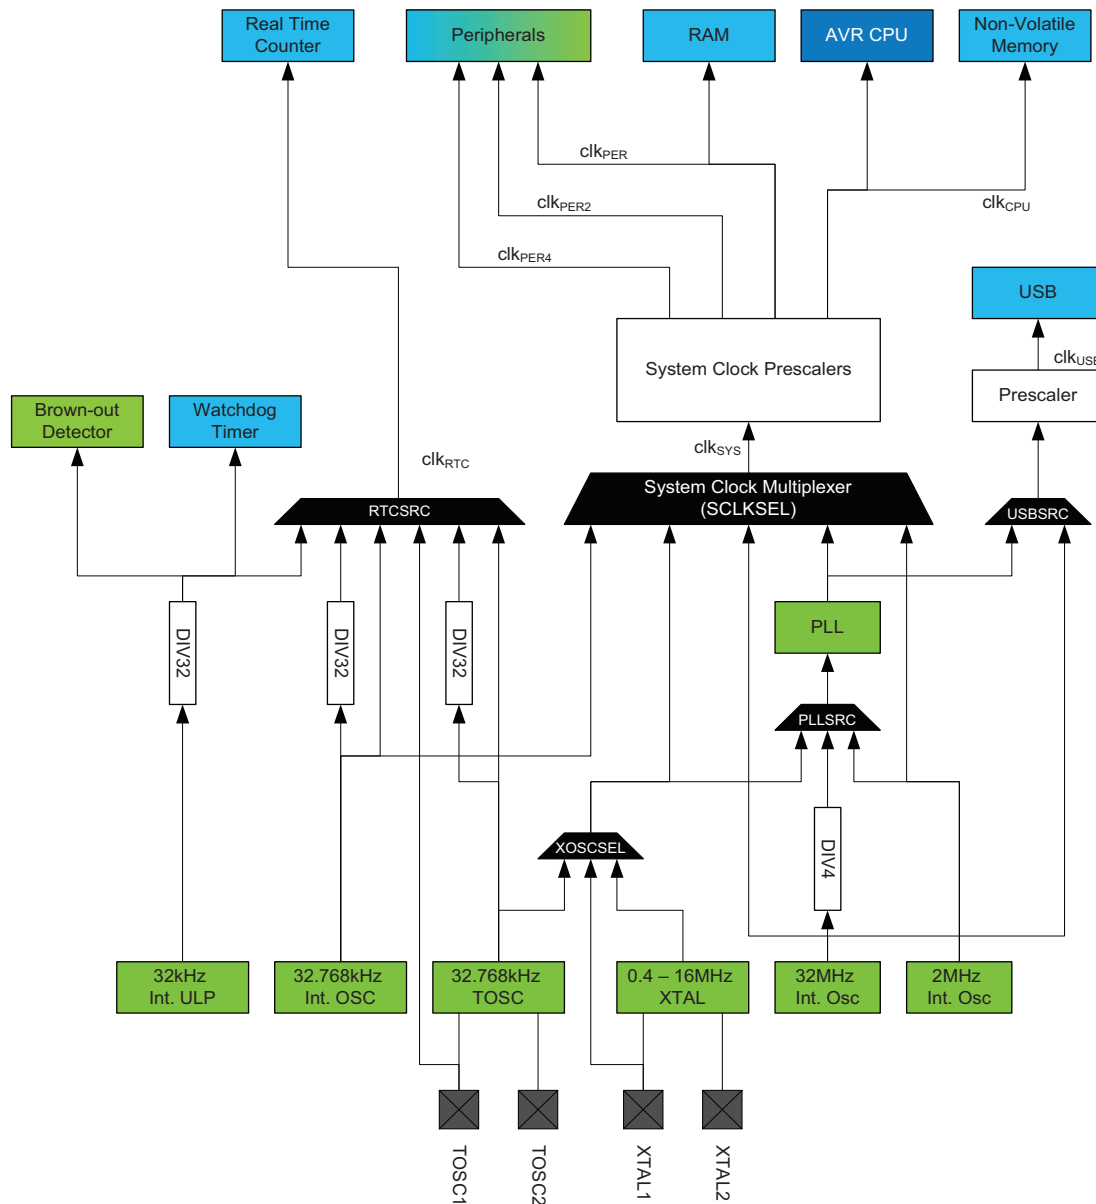 Real Time
Counter
Peripherals
RAM
AVR CPU
Non-Volatile
Memory
clkPER
clkPER2
clkCPU
clkPER4
USB
System Clock Prescalers
clkUSB
Prescaler
Brown-out
Detector
Watchdog
Timer
clkRTC
clkSYS
System Clock Multiplexer
(SCLKSEL)
RTCSRC
USBSRC
DIV32
DIV32
DIV32
PLL
PLLSRC
XOSCSEL
DIV4
32kHz
Int. ULP
32.768kHz
Int. OSC
32.768kHz
TOSC
0.4 – 16MHz
XTAL
32MHz
Int. Osc
2MHz
Int. Osc
TOSC1
TOSC2
XTAL1
XTAL2